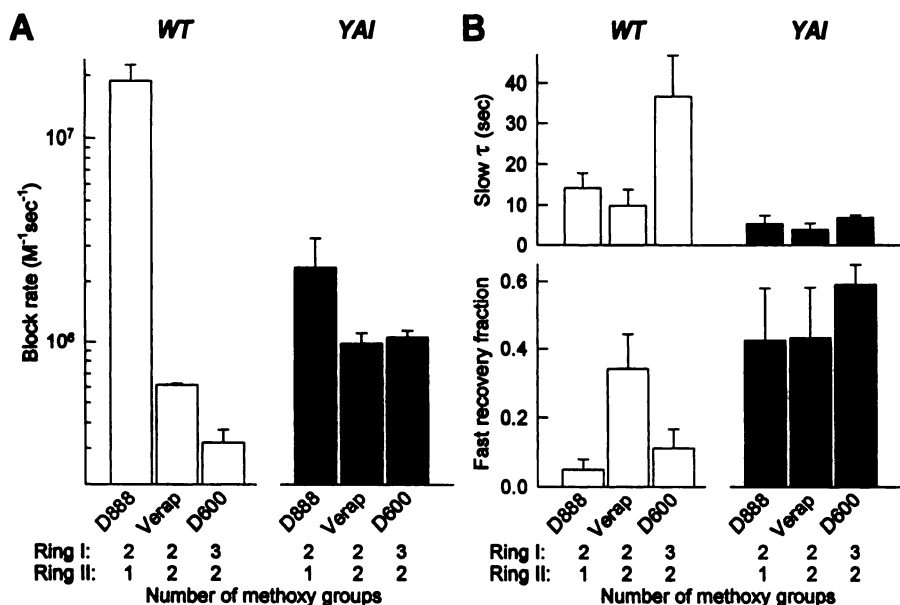 A
WT
YAI
Block rate (M⁻¹sec⁻¹)
10⁷
10⁶
D888
Verap
D600
D888
Verap
D600
Ring I: 2 2 3 2 2 3
Ring II: 1 2 2 1 2 2
Number of methoxy groups
B
WT
YAI
Slow τ (sec)
40
30
20
10
0
Fast recovery fraction
0.6
0.4
0.2
0.0
D888
Verap
D600
D888
Verap
D600
Ring I: 2 2 3 2 2 3
Ring II: 1 2 2 1 2 2
Number of methoxy groups